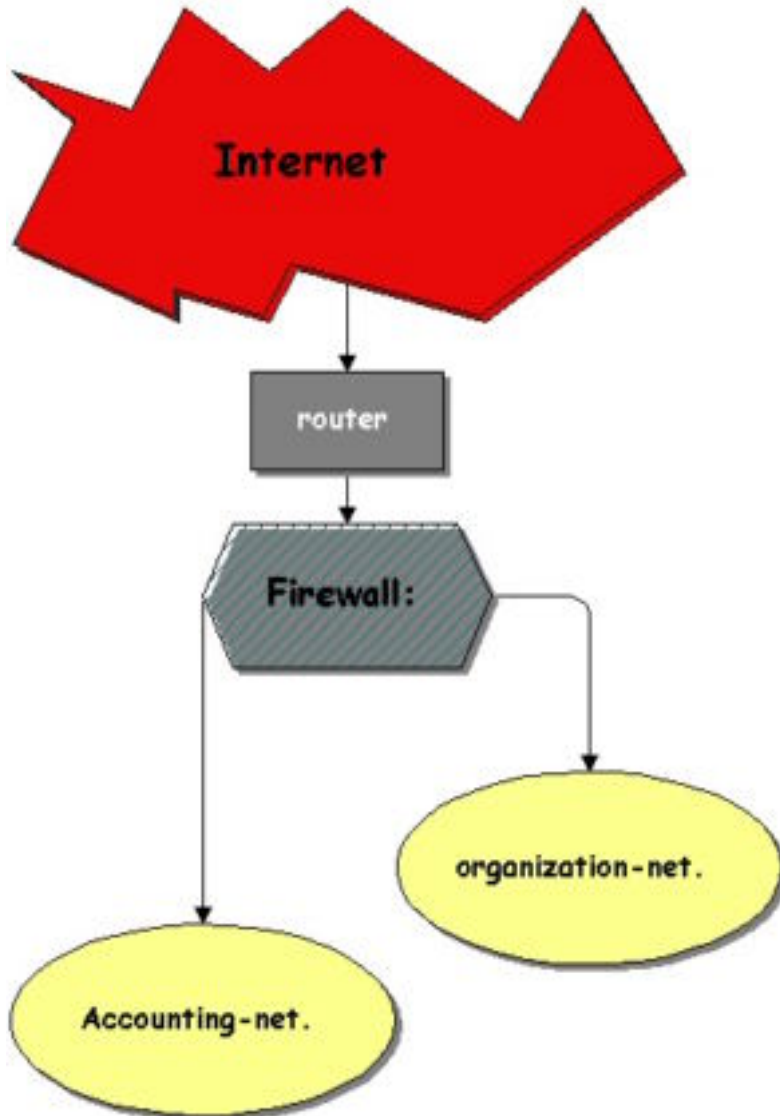 Internet
router
Firewall:
organization-net.
Accounting-net.